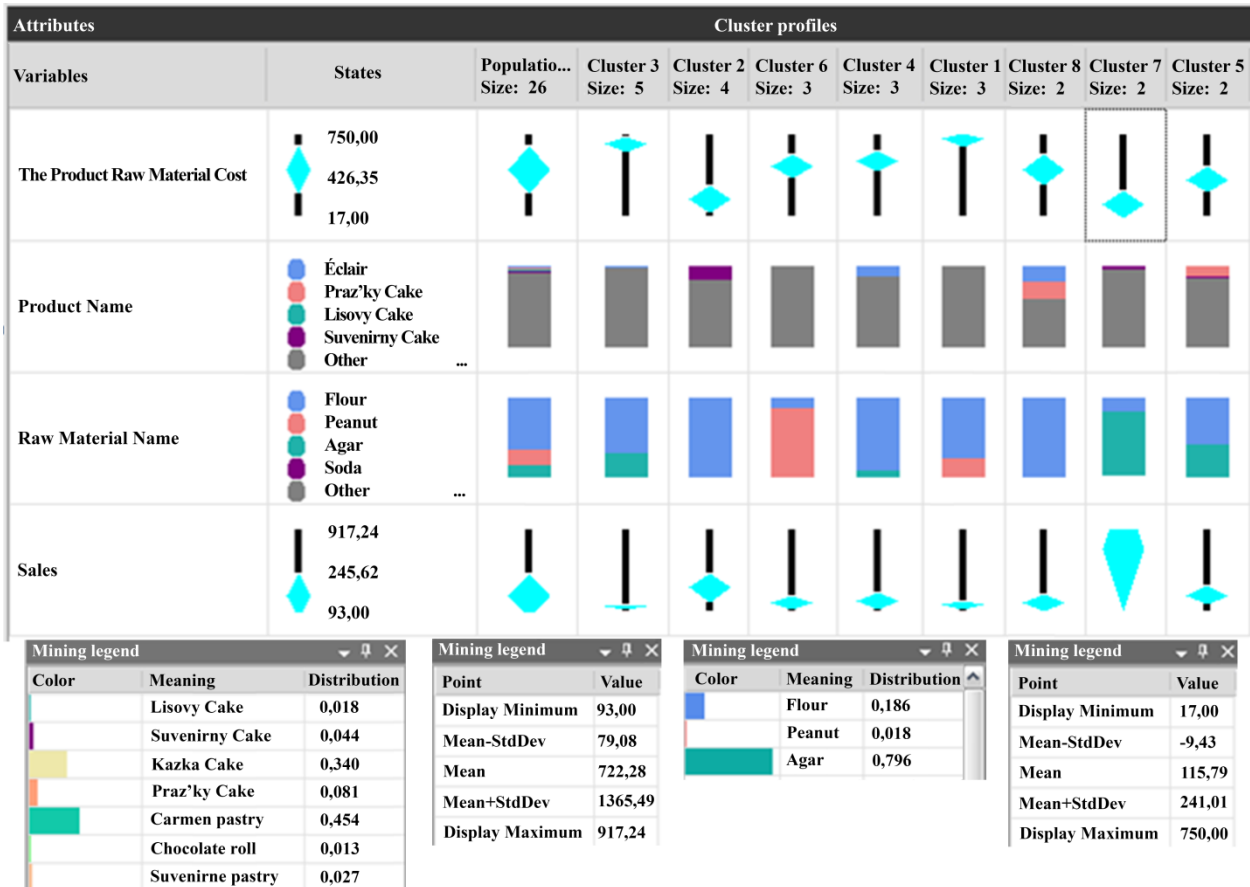 Attributes Cluster profiles
Variables States Populatio... Cluster 3 Cluster 2 Cluster 6 Cluster 4 Cluster 1 Cluster 8 Cluster 7 Cluster 5
Size: 26 Size: 5 Size: 4 Size: 3 Size: 3 Size: 3 Size: 2 Size: 2 Size: 2
750,00
The Product Raw Material Cost 426,35
17,00
Éclair
Praz'ky Cake
Product Name Lisovy Cake
Suvenirny Cake
Other ...
Flour
Peanut
Raw Material Name Agar
Soda
Other ...
917,24
Sales 245,62
93,00
Mining legend
Color Meaning Distribution
Lisovy Cake 0,018
Suvenirny Cake 0,044
Kazka Cake 0,340
Praz'ky Cake 0,081
Carmen pastry 0,454
Chocolate roll 0,013
Suvenirne pastry 0,027
Mining legend
Point Value
Display Minimum 93,00
Mean-StdDev 79,08
Mean 722,28
Mean+StdDev 1365,49
Display Maximum 917,24
Mining legend
Color Meaning Distribution
Flour 0,186
Peanut 0,018
Agar 0,796
Mining legend
Point Value
Display Minimum 17,00
Mean-StdDev -9,43
Mean 115,79
Mean+StdDev 241,01
Display Maximum 750,00